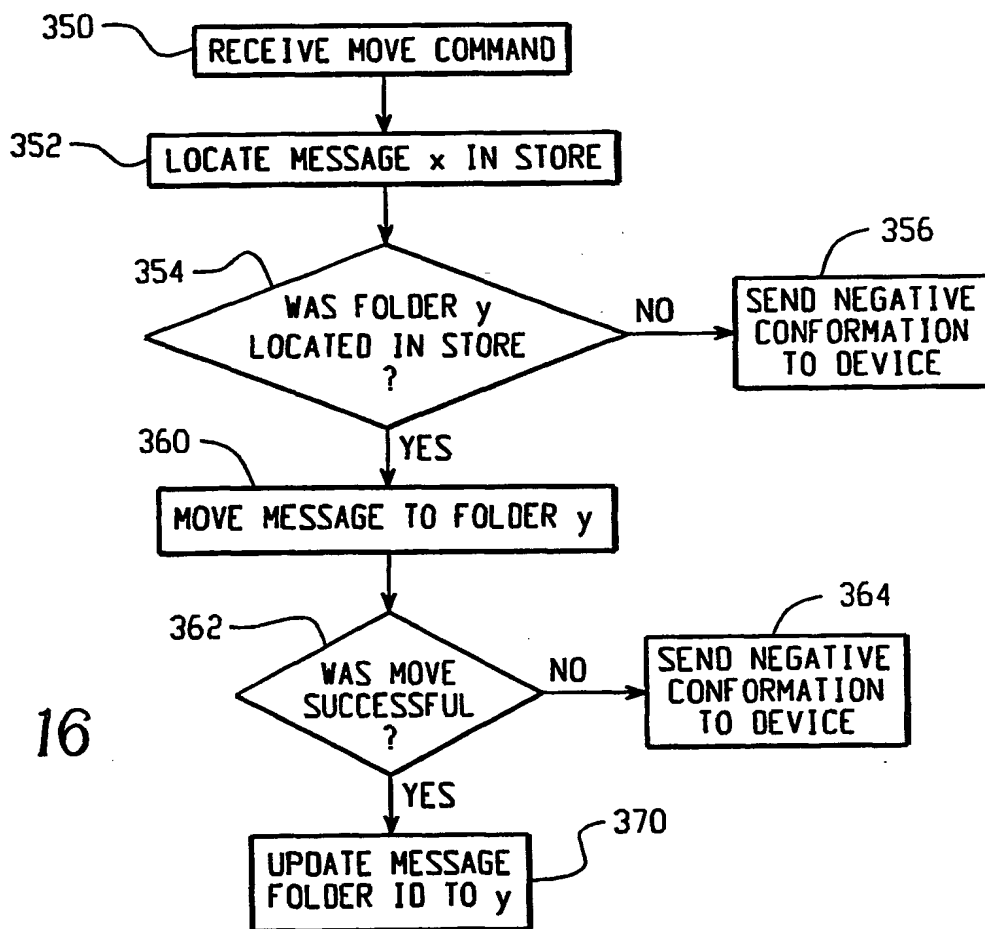 350
RECEIVE MOVE COMMAND
352
LOCATE MESSAGE x IN STORE
354
WAS FOLDER y
LOCATED IN STORE
?
NO
356
SEND NEGATIVE
CONFORMATION
TO DEVICE
YES
360
MOVE MESSAGE TO FOLDER y
362
WAS MOVE
SUCCESSFUL
?
NO
364
SEND NEGATIVE
CONFORMATION
TO DEVICE
16
YES
370
UPDATE MESSAGE
FOLDER ID TO y